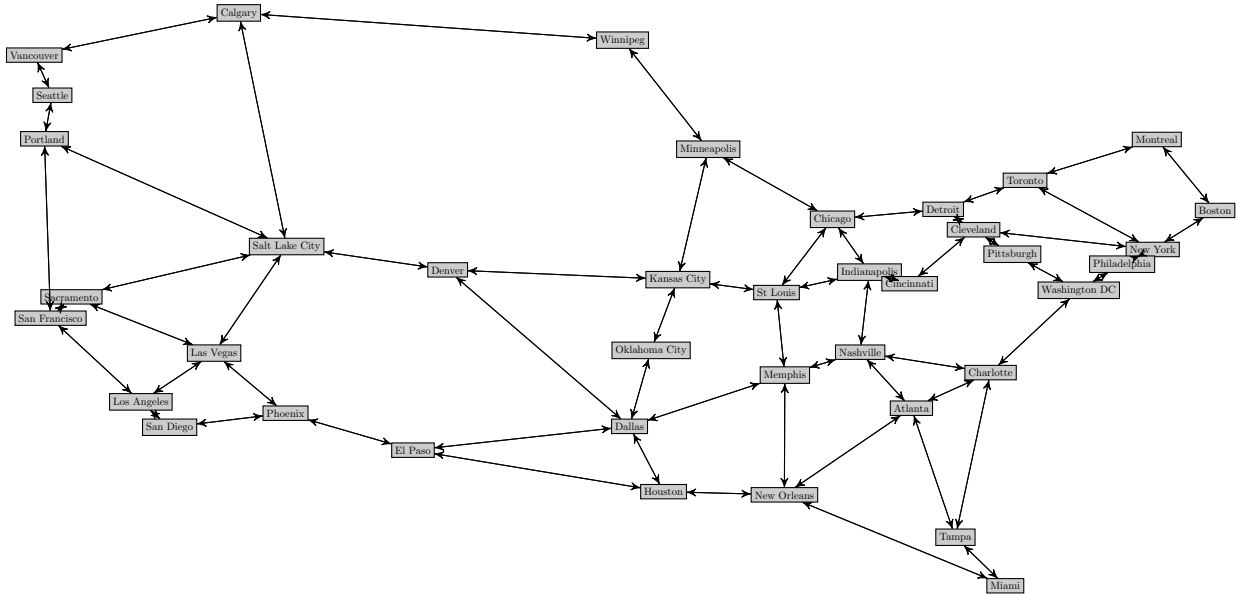 Calgary
Winnipeg
Vancouver
Seattle
Portland
Minneapolis
Montreal
Toronto
Detroit
Boston
Chicago
Cleveland
Salt Lake City
New York
Pittsburgh
Philadelphia
Denver
Indianapolis
Kansas City
Cincinnati
St Louis
Washington DC
Sacramento
San Francisco
Oklahoma City
Las Vegas
Nashville
Charlotte
Memphis
Los Angeles
Atlanta
Phoenix
San Diego
Dallas
El Paso
Houston
New Orleans
Tampa
Miami